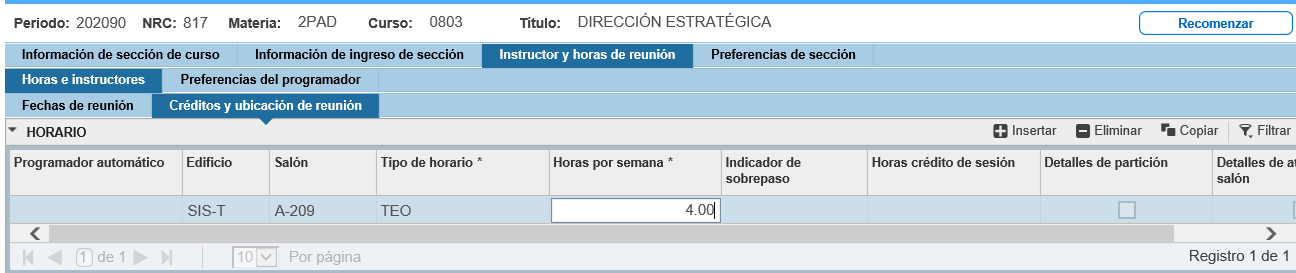 Periodo: 202090 NRC: 817 Materia: 2PAD Curso: 0803 Título: DIRECCIÓN ESTRATÉGICA Recomenzar
Información de sección de curso Información de ingreso de sección Instructor y horas de reunión Preferencias de sección
Horas e instructores Preferencias del programador
Fechas de reunión Créditos y ubicación de reunión
HORARIO Insertar Eliminar Copiar Filtrar
Programador automático Edificio Salón Tipo de horario * Horas por semana * Indicador de sobrepaso Horas crédito de sesión Detalles de partición Detalles de at salón
SIS-T A-209 TEO 4.00
1 de 1 10 Por página Registro 1 de 1